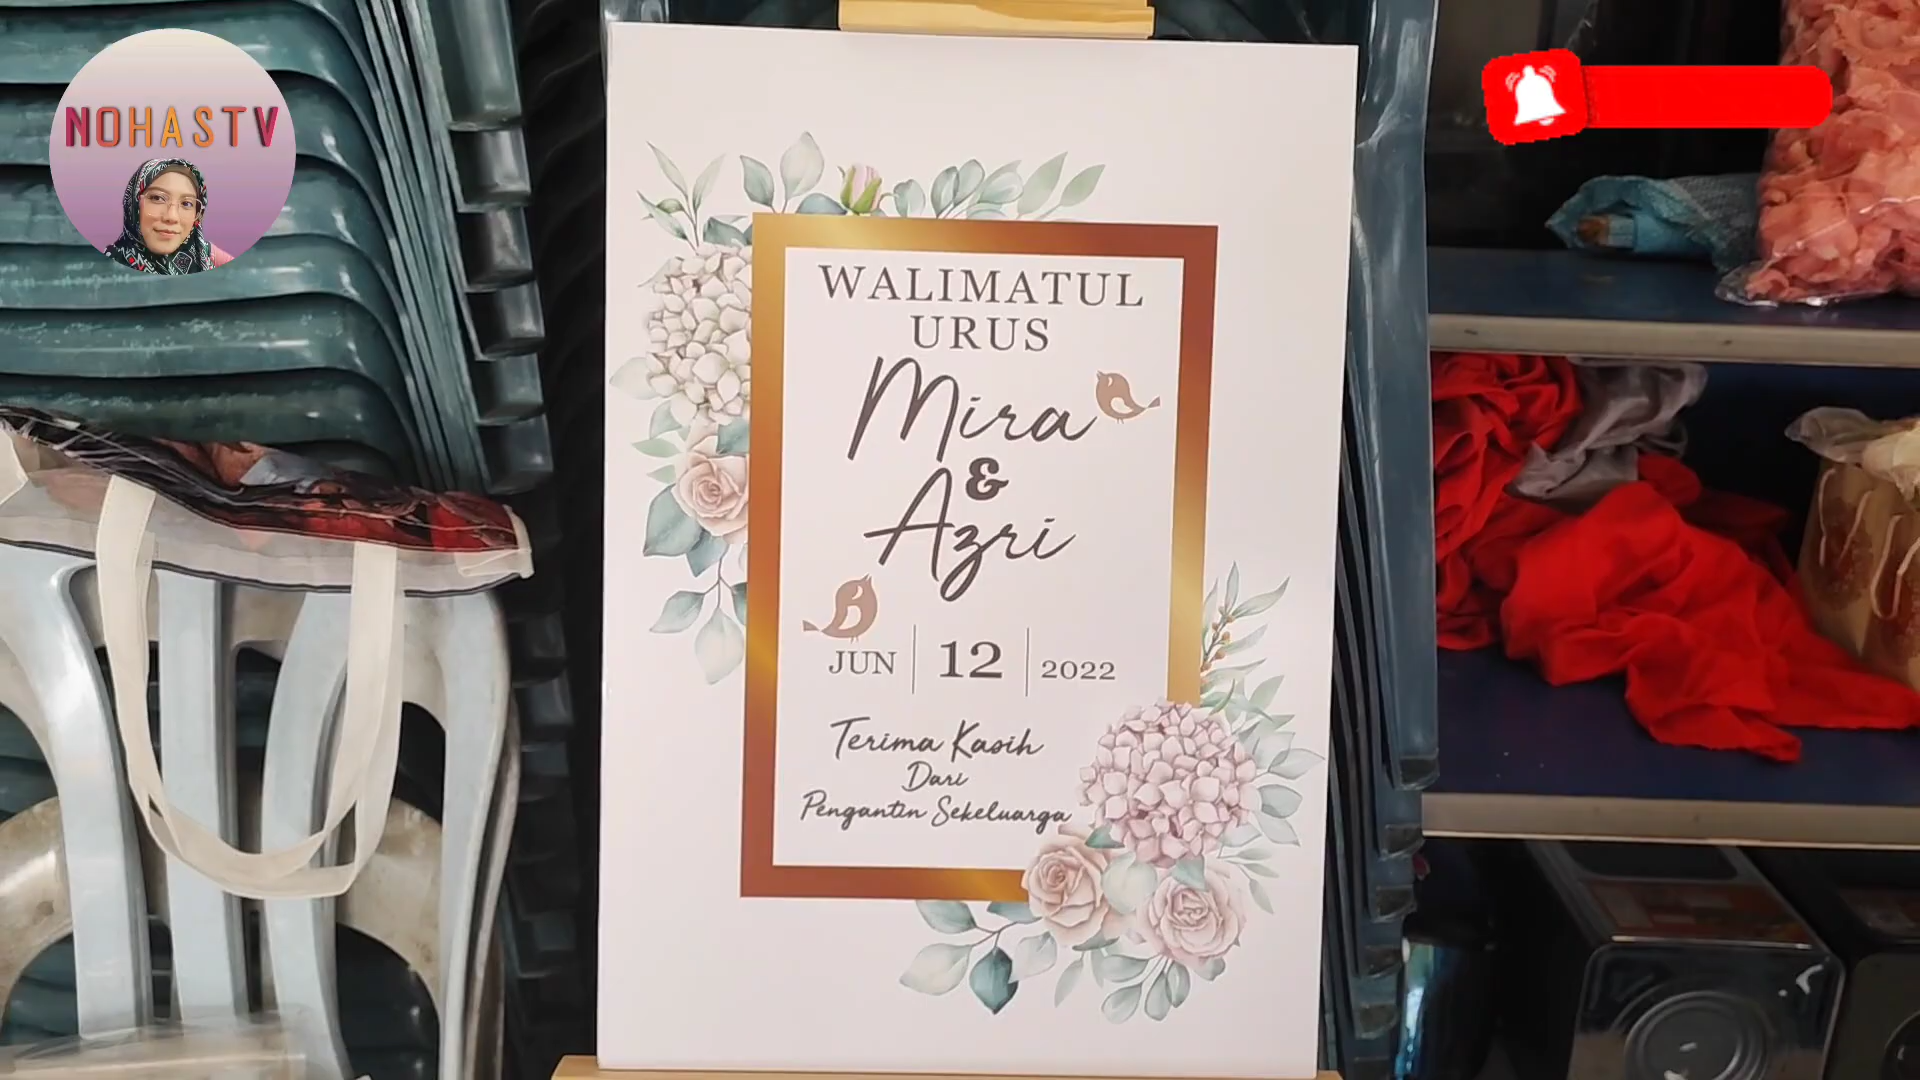 NOHASTV
WALIMATUL
URUS
Mira
&
Azri
JUN 12 2022
Terima Kasih
Dari
Pengantin Sekeluarga